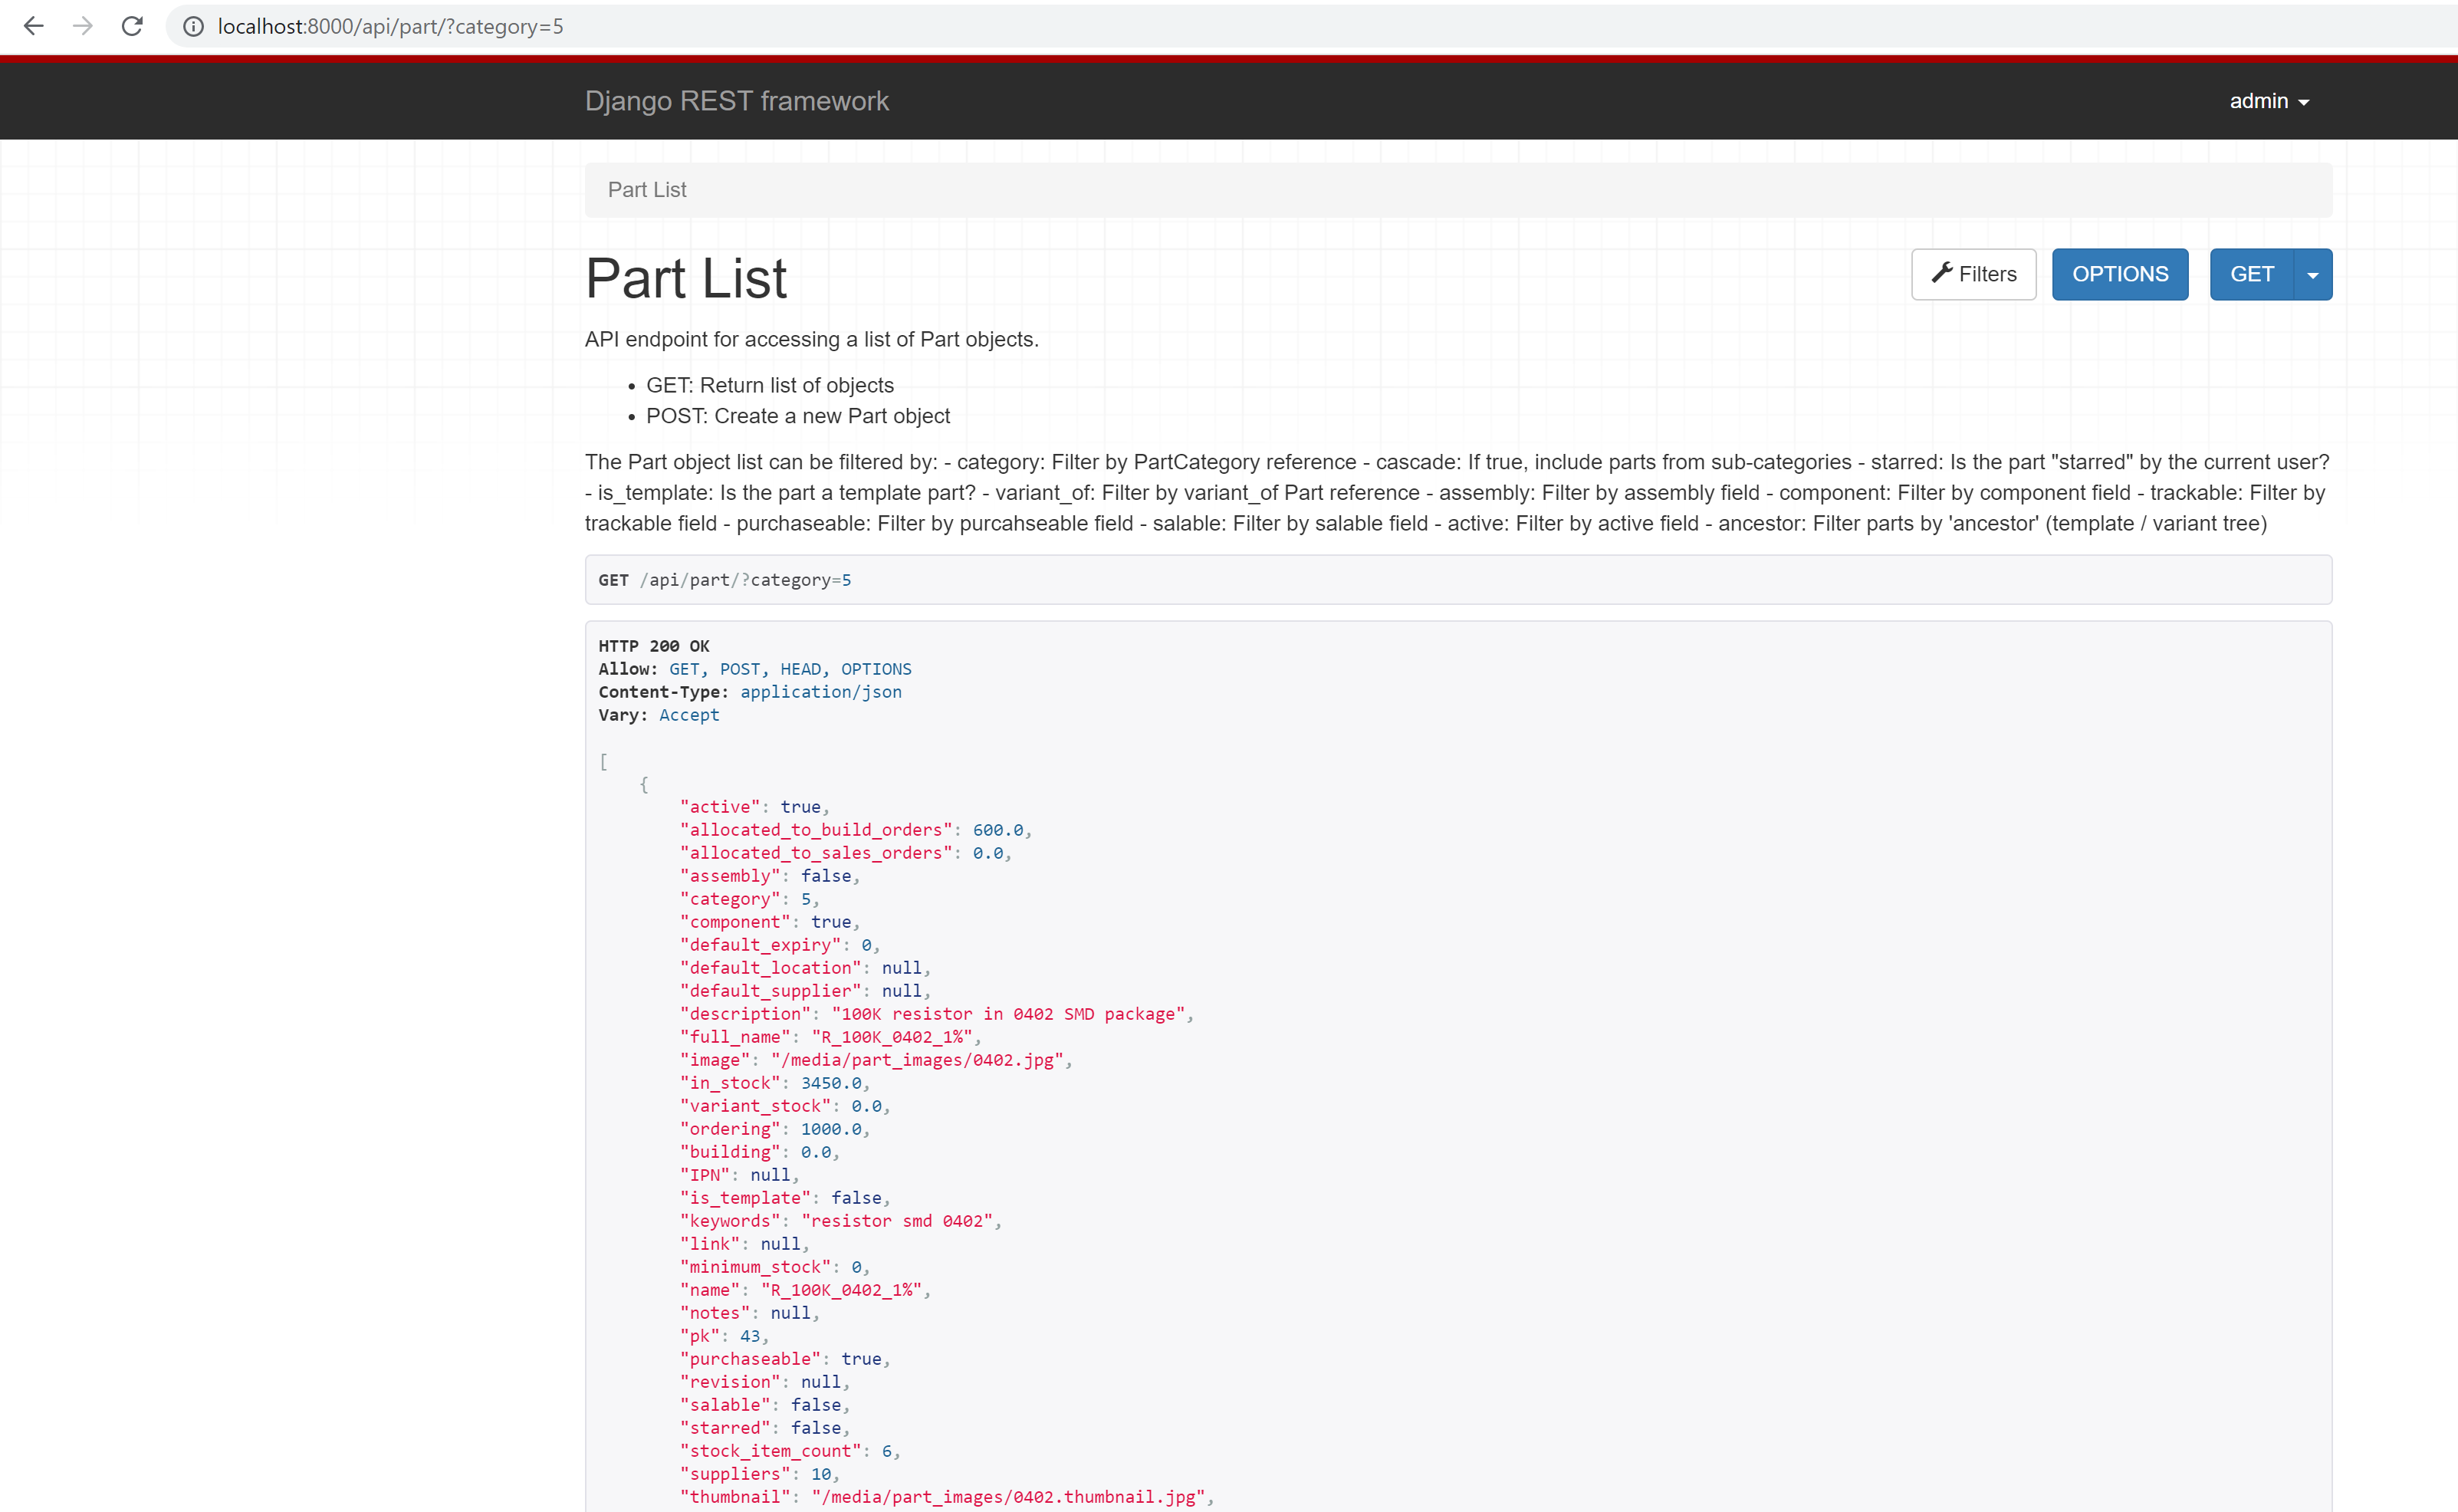 localhost:8000/api/part/?category=5
Django REST framework
admin
Part List
Part List
Filters
OPTIONS
GET
API endpoint for accessing a list of Part objects.
• GET: Return list of objects
• POST: Create a new Part object
The Part object list can be filtered by: - category: Filter by PartCategory reference - cascade: If true, include parts from sub-categories - starred: Is the part "starred" by the current user?
- is_template: Is the part a template part? - variant_of: Filter by variant_of Part reference - assembly: Filter by assembly field - component: Filter by component field - trackable: Filter by
trackable field - purchaseable: Filter by purcahseable field - salable: Filter by salable field - active: Filter by active field - ancestor: Filter parts by 'ancestor' (template / variant tree)
GET /api/part/?category=5
HTTP 200 OK
Allow: GET, POST, HEAD, OPTIONS
Content-Type: application/json
Vary: Accept
[
{
"active": true,
"allocated_to_build_orders": 600.0,
"allocated_to_sales_orders": 0.0,
"assembly": false,
"category": 5,
"component": true,
"default_expiry": 0,
"default_location": null,
"default_supplier": null,
"description": "100K resistor in 0402 SMD package",
"full_name": "R_100K_0402_1%",
"image": "/media/part_images/0402.jpg",
"in_stock": 3450.0,
"variant_stock": 0.0,
"ordering": 1000.0,
"building": 0.0,
"IPN": null,
"is_template": false,
"keywords": "resistor smd 0402",
"link": null,
"minimum_stock": 0,
"name": "R_100K_0402_1%",
"notes": null,
"pk": 43,
"purchaseable": true,
"revision": null,
"salable": false,
"starred": false,
"stock_item_count": 6,
"suppliers": 10,
"thumbnail": "/media/part_images/0402.thumbnail.jpg",